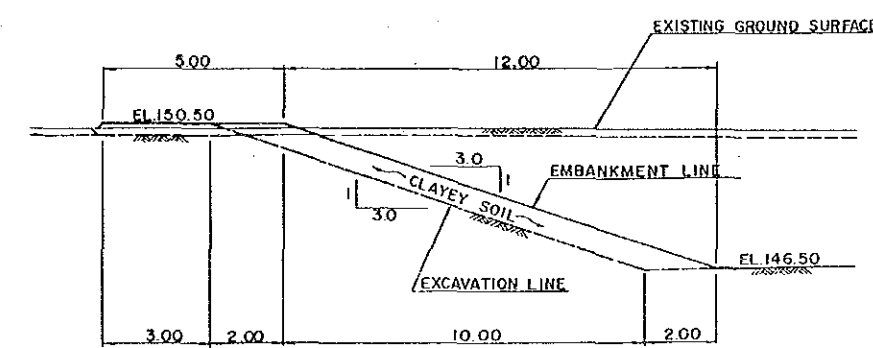 EXISTING GROUND SURFACE
5.00 12.00
EL.150.50
3.0
1
EMBANKMENT LINE
CLAYEY SOIL
1
3.0
EL.146.50
EXCAVATION LINE
3.00 2.00 10.00 2.00